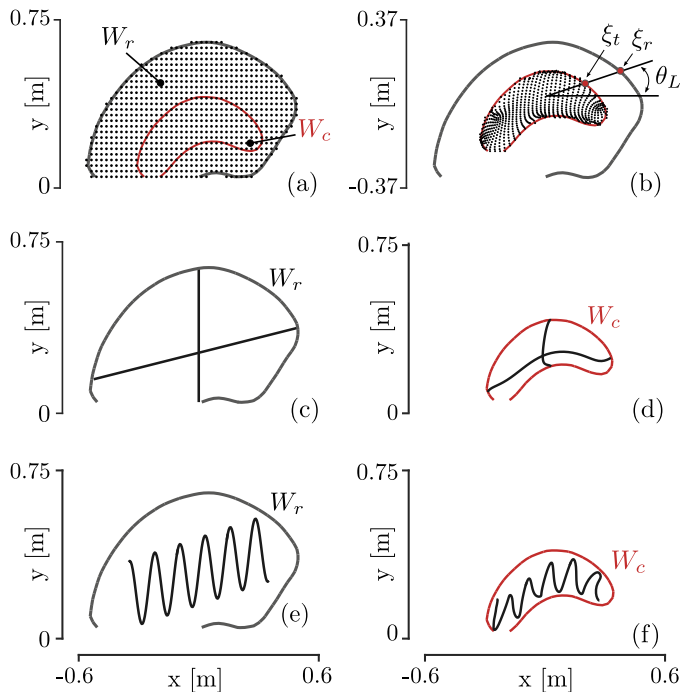 0.75
W_r
W_c
y [m]
0
(a)
0.37
ξ_t
ξ_r
θ_L
y [m]
-0.37
(b)
0.75
W_r
y [m]
0
(c)
0.75
W_c
y [m]
0
(d)
0.75
W_r
y [m]
0
(e)
0.75
W_c
y [m]
0
(f)
-0.6
x [m]
0.6
-0.6
x [m]
0.6